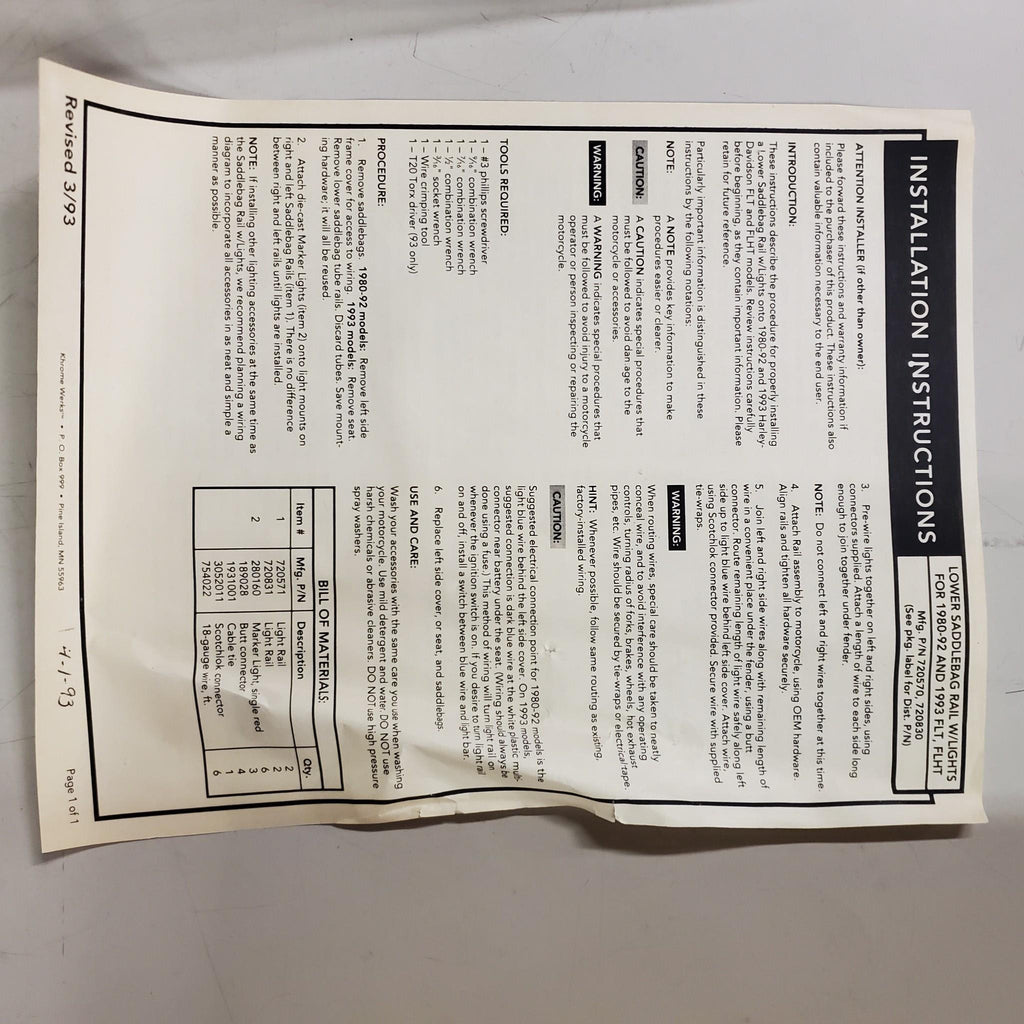 INSTALLATION INSTRUCTIONS
LOWER SADDLEBAG RAIL W/LIGHTS
FOR 1980-92 AND 1993 FLT, FLHT
Mfg. P/N 720570, 720830
(See pkg. label for Dist. P/N)
ATTENTION INSTALLER (if other than owner):
Please forward these instructions and warranty information if
included to the purchaser of this product. These instructions also
contain valuable information necessary to the end user.
INTRODUCTION:
These instructions describe the procedure for properly installing
a Lower Saddlebag Rail w/Lights onto 1980-92 and 1993 Harley-
Davidson FLT and FLHT models. Review instructions carefully
before beginning, as they contain important information. Please
retain for future reference.
Particularly important information is distinguished in these
instructions by the following notations:
NOTE: A NOTE provides key information to make
procedures easier or clearer.
CAUTION: A CAUTION indicates special procedures that
must be followed to avoid damage to the
motorcycle or accessories.
WARNING: A WARNING indicates special procedures that
must be followed to avoid injury to a motorcycle
operator or person inspecting or repairing the
motorcycle.
TOOLS REQUIRED:
1 – #3 phillips screwdriver
1 – 9/16" combination wrench
1 – 7/16" combination wrench
1 – 1/2" combination wrench
1 – 9/16" socket wrench
1 – Wire crimping tool
1 – T20 Torx driver (93 only)
PROCEDURE:
1. Remove saddlebags. 1980-92 models: Remove left side
frame cover for access to wiring. 1993 models: Remove seat.
Remove lower saddlebag tube rails. Discard tubes. Save mount-
ing hardware; it will all be reused.
2. Attach die-cast Marker Lights (item 2) onto light mounts on
right and left Saddlebag Rails (item 1). There is no difference
between right and left rails until lights are installed.
NOTE: If installing other lighting accessories at the same time as
the Saddlebag Rail w/Lights, we recommend planning a wiring
diagram to incorporate all accessories in as neat and simple a
manner as possible.
3. Pre-wire lights together on left and right sides, using
connectors supplied. Attach a length of wire to each side long
enough to join together under fender.
NOTE: Do not connect left and right wires together at this time.
4. Attach Rail assembly to motorcycle, using OEM hardware.
Align rails and tighten all hardware securely.
5. Join left and right side wires along with remaining length of
wire in a convenient place under the fender, using a butt
connector. Route remaining length of light wire safely along left
side up to light blue wire behind left side cover. Attach wire,
using Scotchlok connector provided. Secure wire with supplied
tie-wraps.
WARNING:
When routing wires, special care should be taken to neatly
conceal wire, and to avoid interference with any operating
controls, turning radius of forks, brakes, wheels, hot exhaust
pipes, etc. Wire should be secured by tie-wraps or electrical tape.
HINT: Whenever possible, follow same routing as existing,
factory-installed wiring.
CAUTION:
Suggested electrical connection point for 1980-92 models is the
light blue wire behind the left side cover. On 1993 models,
suggested connection is dark blue wire at the white plastic multi-
connector near battery under the seat. (Wiring should always be
done using a fuse.) This method of wiring will turn light rail on
whenever the ignition switch is on. If you desire to turn light rail
on and off, install a switch between blue wire and light bar.
6. Replace left side cover, or seat, and saddlebags.
USE AND CARE:
Wash your accessories with the same care you use when washing
your motorcycle. Use mild detergent and water. DO NOT use
harsh chemicals or abrasive cleaners. DO NOT use high pressure
spray washers.
BILL OF MATERIALS:
Item # Mfg. P/N Description Qty.
1 720571 Light Rail 2
720831 Light Rail 2
2 280160 Marker Light, single red 6
189028 Butt connector 3
1931001 Cable tie 4
3052011 Scotchlok connector 1
754022 18-gauge wire, ft. 6
Revised 3/93
Khrome Werks™ • P. O. Box 999 • Pine Island, MN 55963
4-1-93
Page 1 of 1